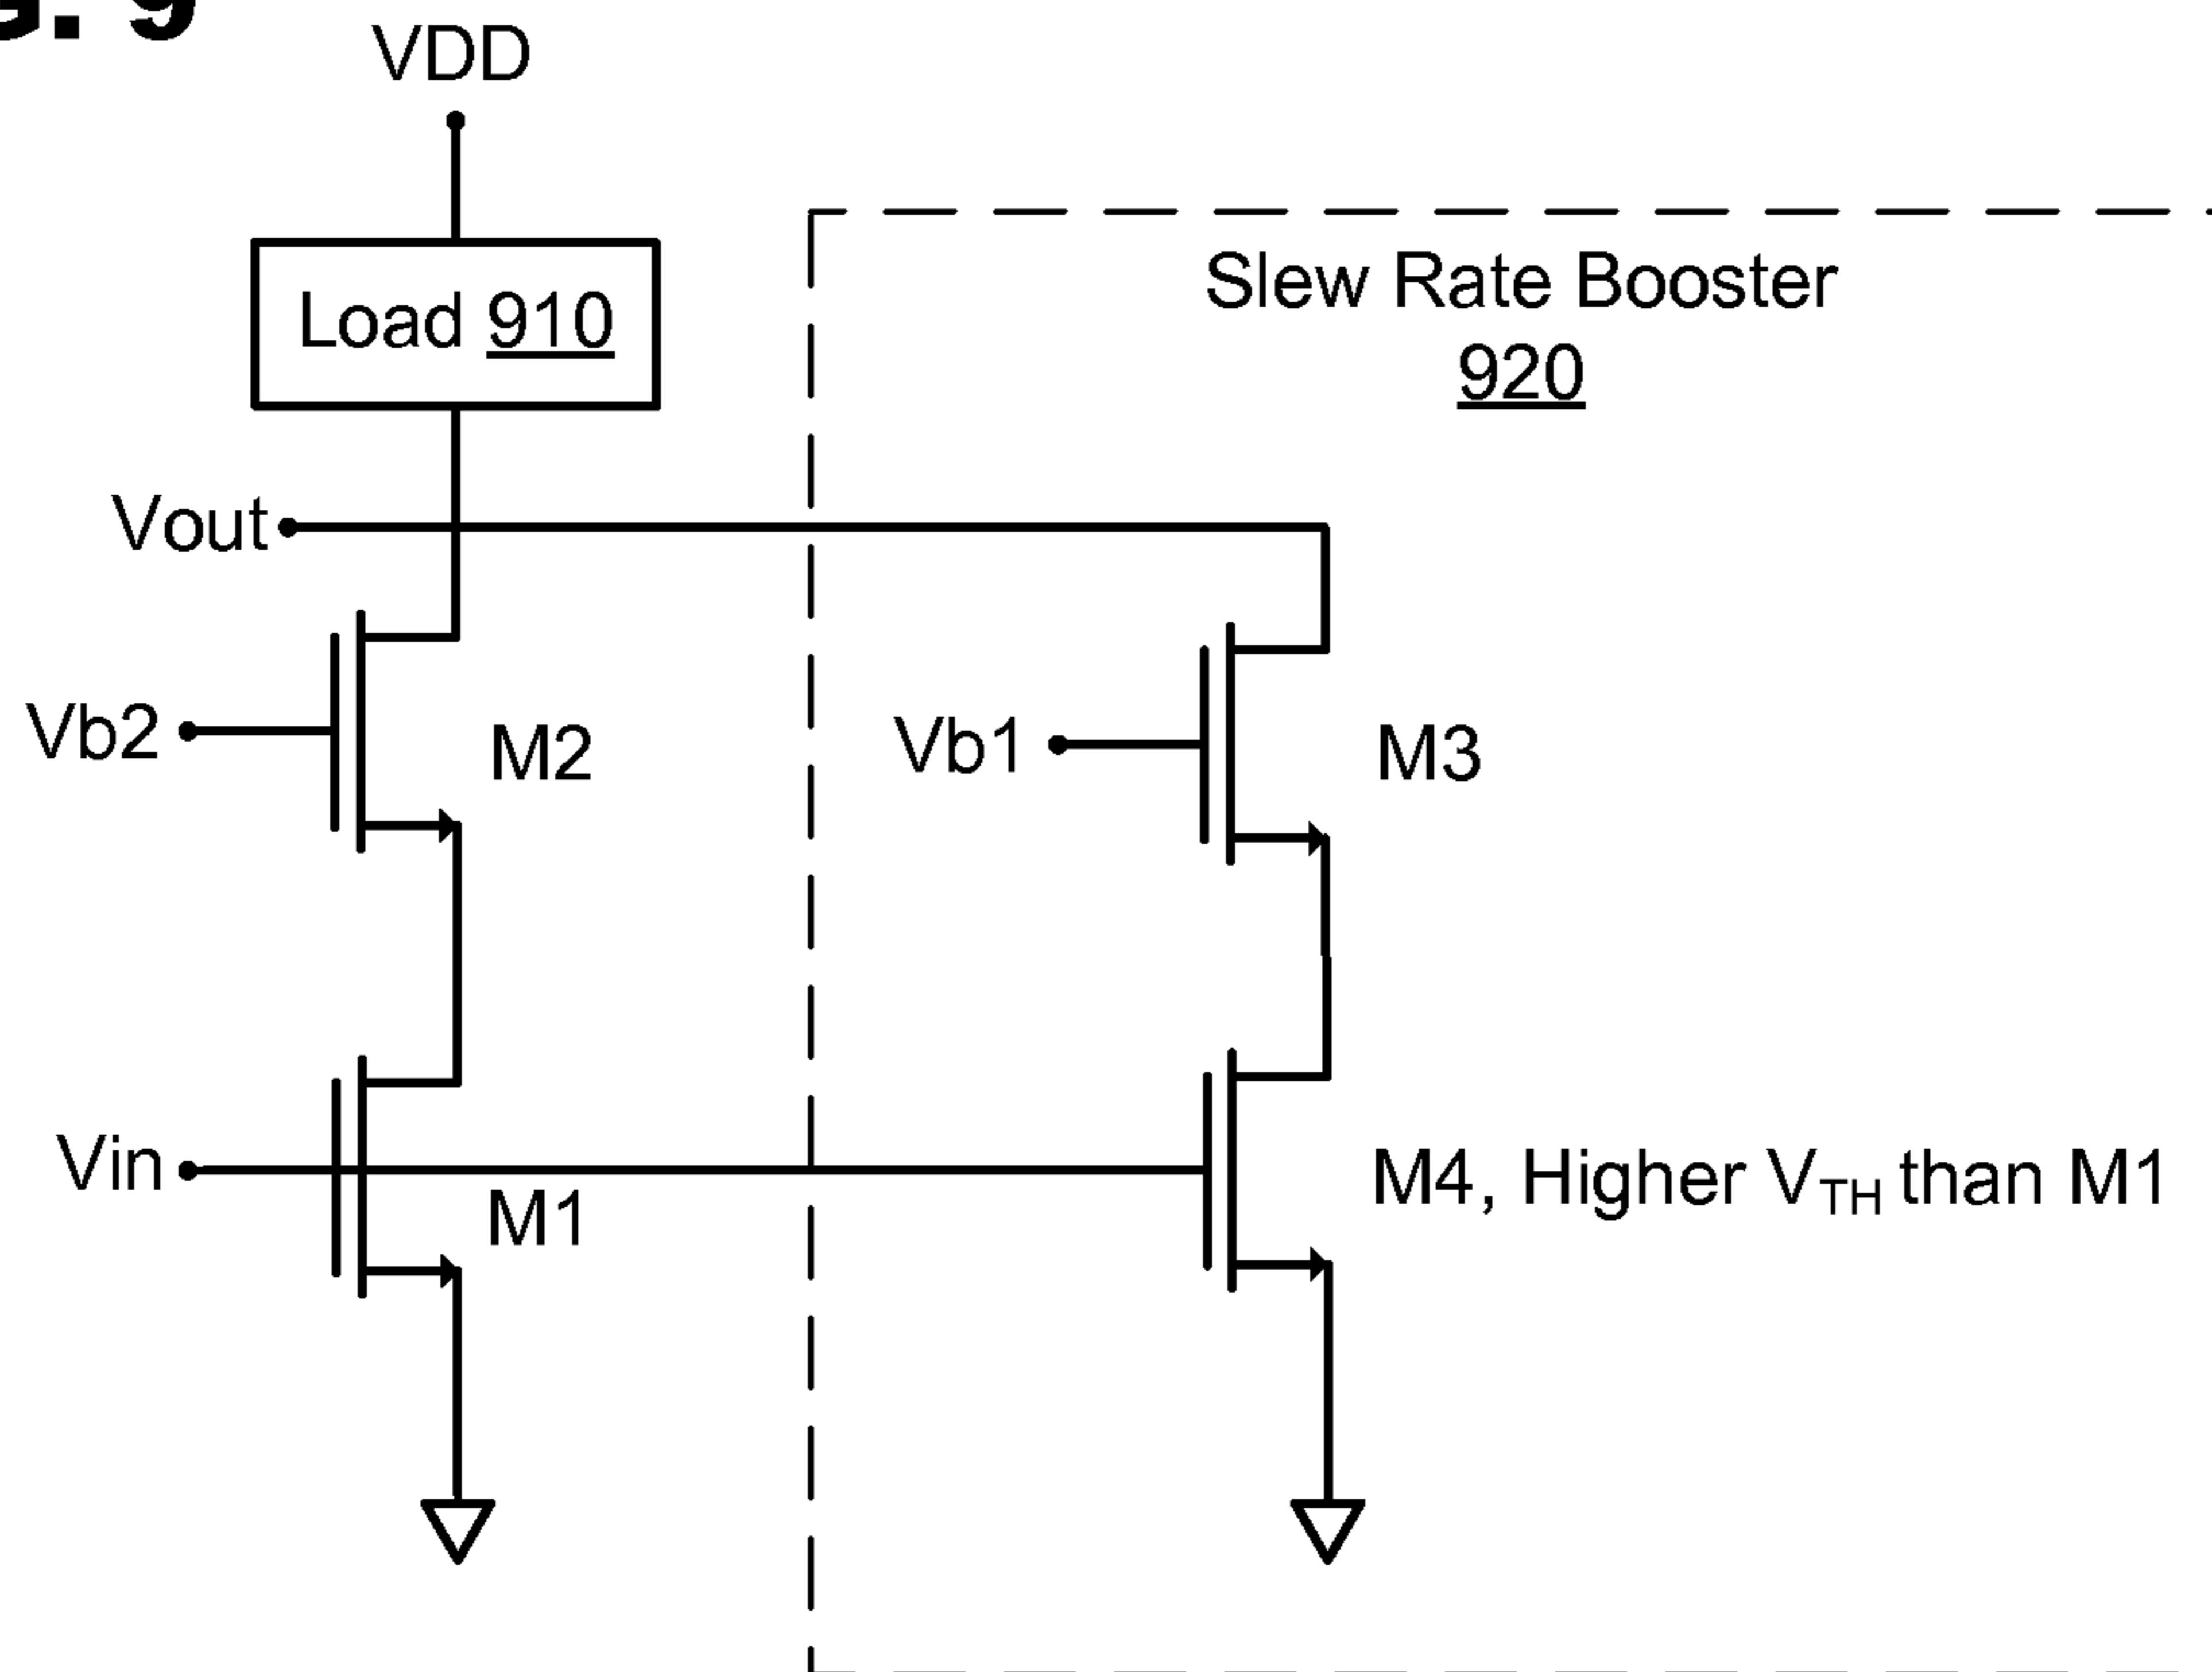 G. 9
VDD
Load 910
Slew Rate Booster
920
Vout
Vb2
M2
Vb1
M3
Vin
M1
M4, Higher VTH than M1